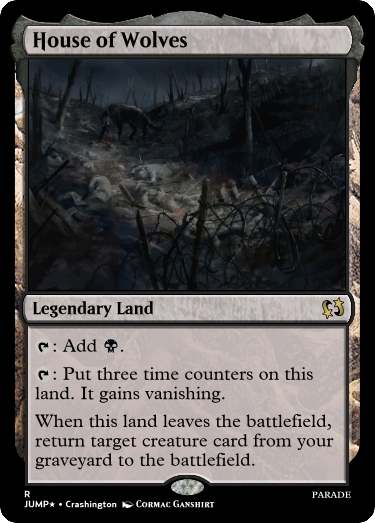 House of Wolves
Legendary Land
: Add .
: Put three time counters on this
land. It gains vanishing.
When this land leaves the battlefield,
return target creature card from your
graveyard to the battlefield.
R
PARADE
JUMP★ • Crashington Cormac Ganshirt